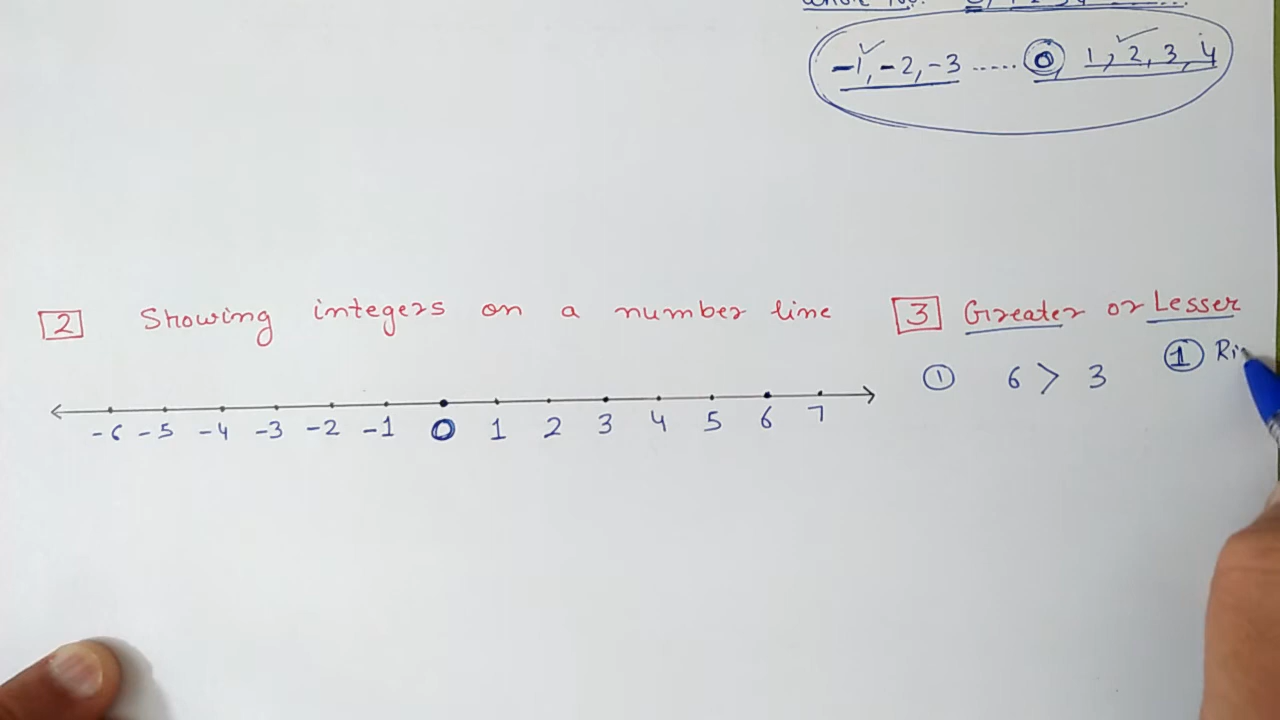 -1, -2, -3 ..... 0, 1, 2, 3, 4
2 Showing integers on a number line
-6 -5 -4 -3 -2 -1 0 1 2 3 4 5 6 7
3 Greater or Lesser
1 6 > 3
1 Ri